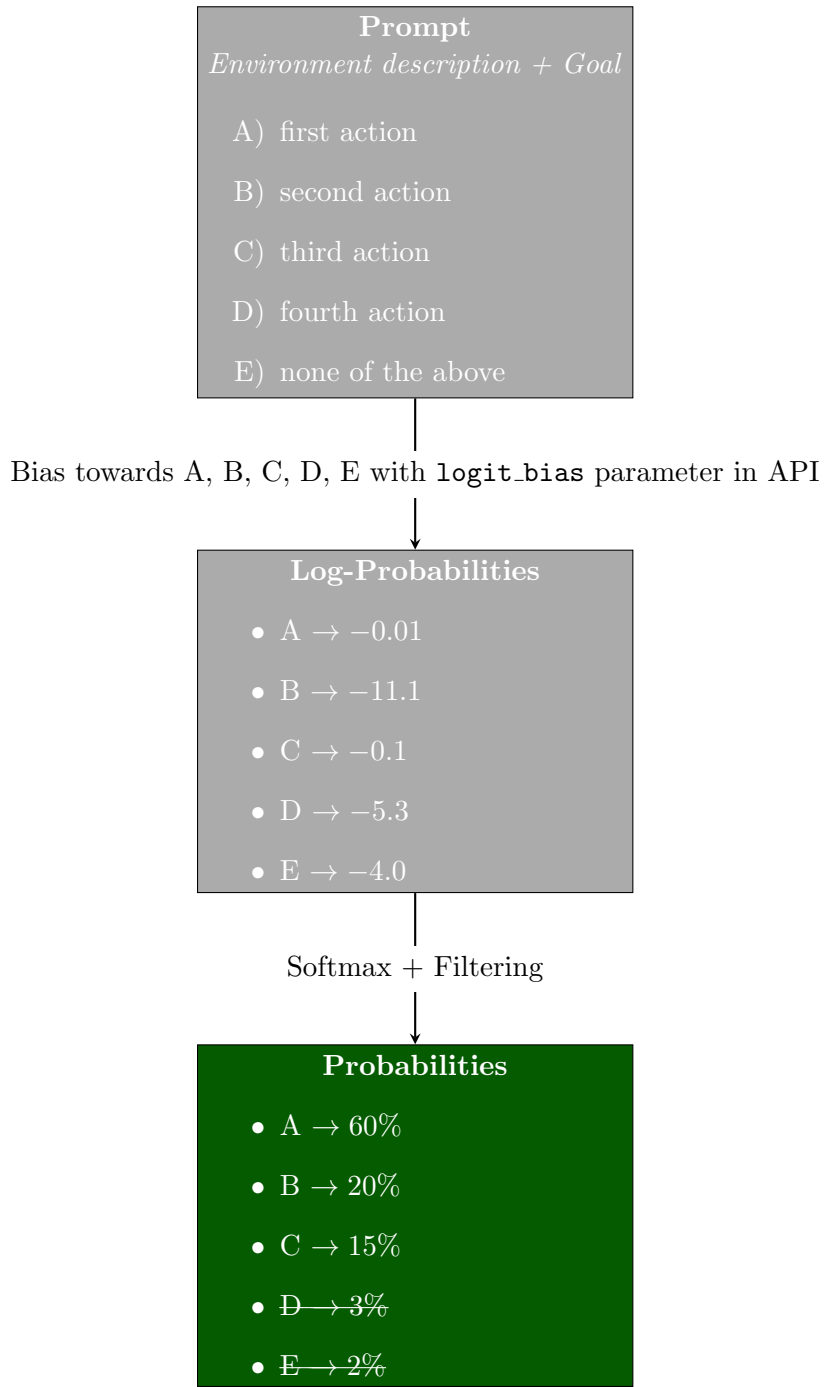 Prompt
Environment description + Goal
A) first action
B) second action
C) third action
D) fourth action
E) none of the above
Bias towards A, B, C, D, E with logit_bias parameter in API
Log-Probabilities
• A → −0.01
• B → −11.1
• C → −0.1
• D → −5.3
• E → −4.0
Softmax + Filtering
Probabilities
• A → 60%
• B → 20%
• C → 15%
• D → 3%
• E → 2%